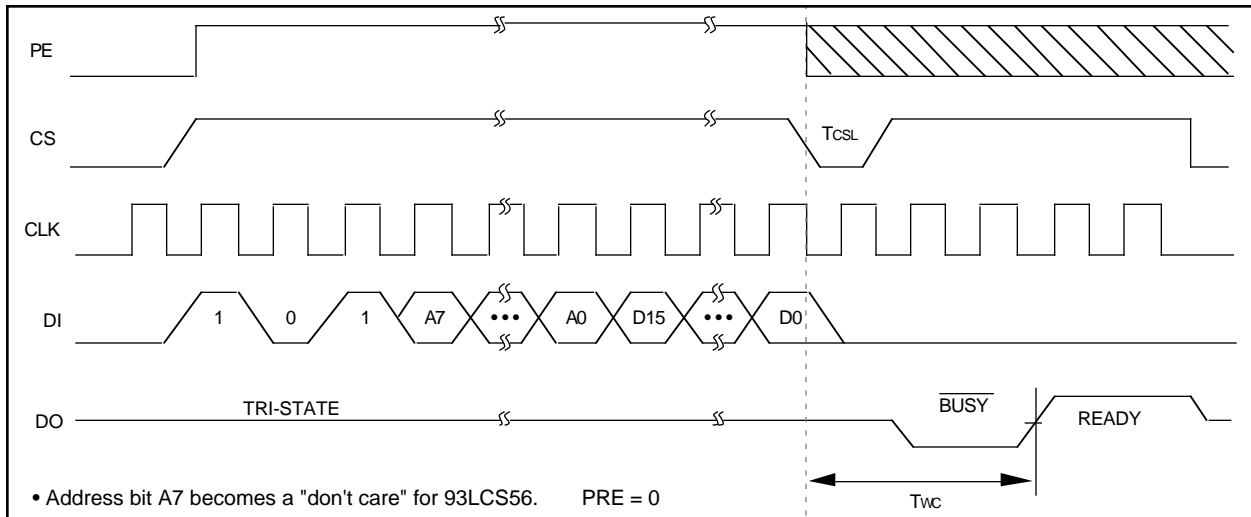 PE
CS
TCSL
CLK
DI
1 0 1 A7 ••• A0 D15 ••• D0
DO
TRI-STATE
BUSY
READY
TWC
• Address bit A7 becomes a "don't care" for 93LCS56. PRE = 0